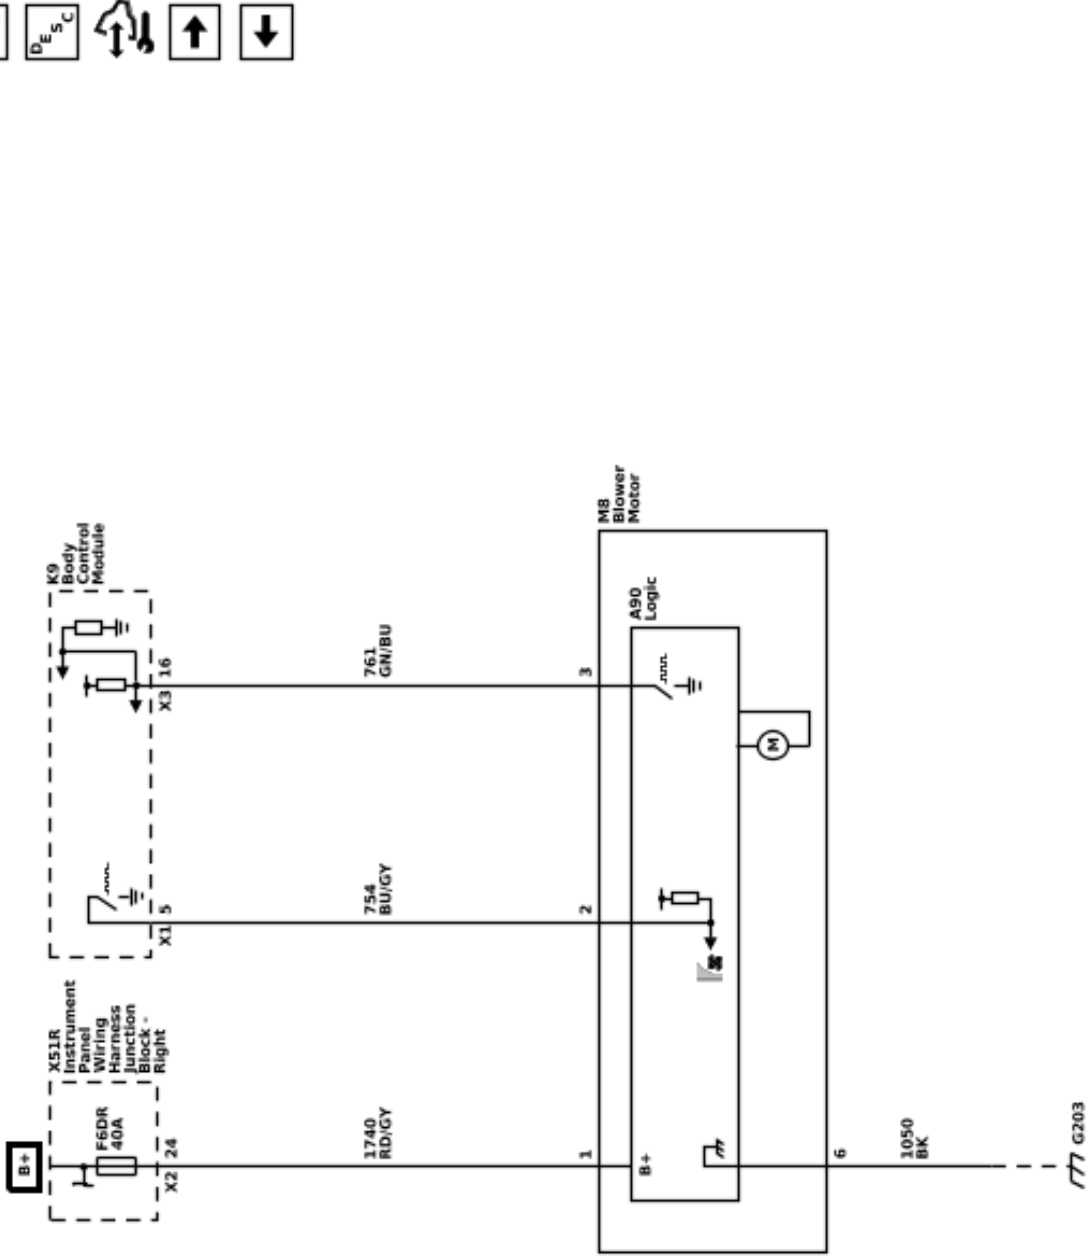 DESC
B+
X51R
Instrument
Panel
Wiring
Harness
Junction
Block -
Right
F6DR
40A
X2 24
K9
Body
Control
Module
X1 5
X3 16
1740
RD/GY
754
BU/GY
761
GN/BU
1
2
3
M8
Blower
Motor
A90
Logic
B+
M
6
1050
BK
G203